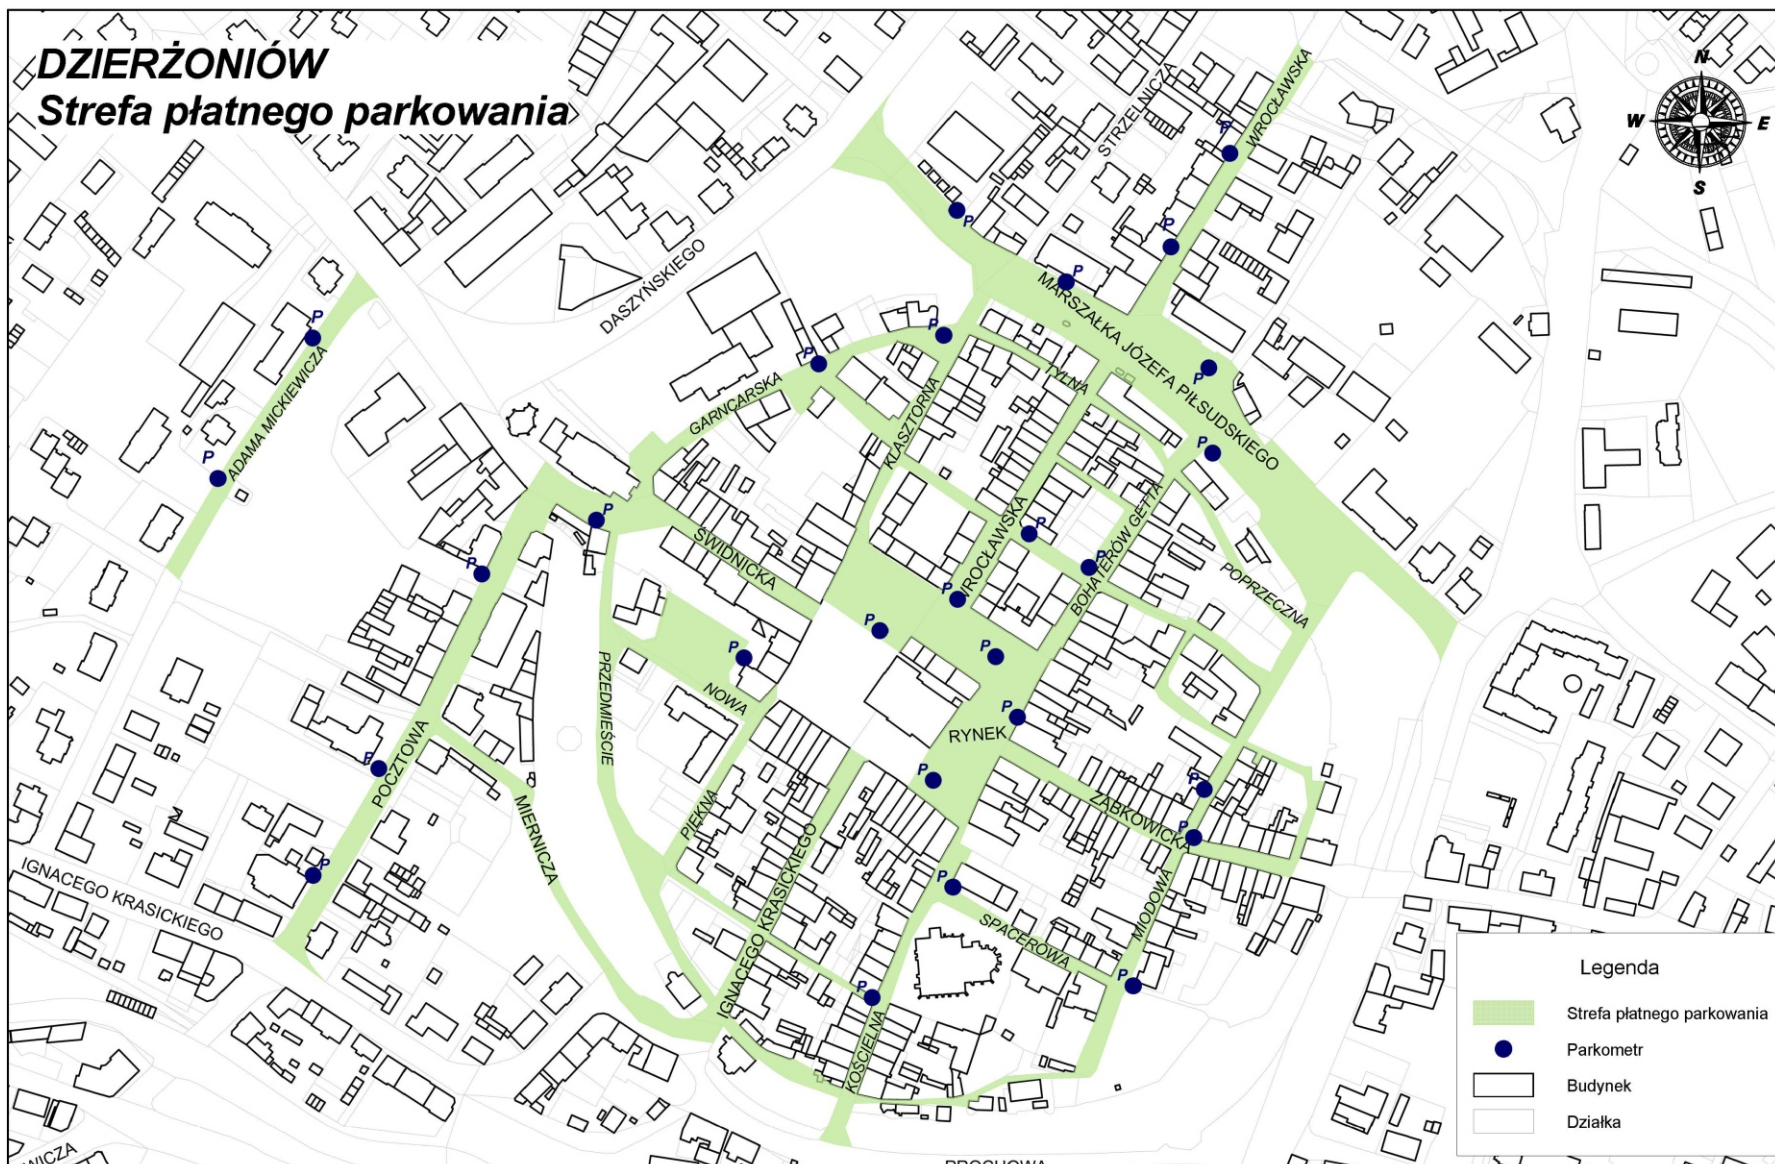 DZIERŻONIÓW
Strefa płatnego parkowania
N
W
E
S
STRZELNICZA
WROCŁAWSKA
P
P
P
P
DASZYŃSKIEGO
MARSZAŁKA JÓZEFA PIŁSUDSKIEGO
P
P
P
P
ADAMA MICKIEWICZA
P
GARNCARSKA
KLASZTORNA
TYLNA
P
P
P
ŚWIDNICKA
WROCŁAWSKA
P
BOHATERÓW GETTA
P
POPRZECZNA
P
P
P
P
P
PRZEDMIEŚCIE
NOWA
P
RYNEK
POCZTOWA
P
P
MIERNICZA
PIĘKNA
IGNACEGO KRASICKIEGO
ZĄBKOWICKA
P
P
MIODOWA
P
P
SPACEROWA
IGNACEGO KRASICKIEGO
P
P
KOŚCIELNA
PROCHOWA
Legenda
Strefa płatnego parkowania
Parkometr
Budynek
Działka